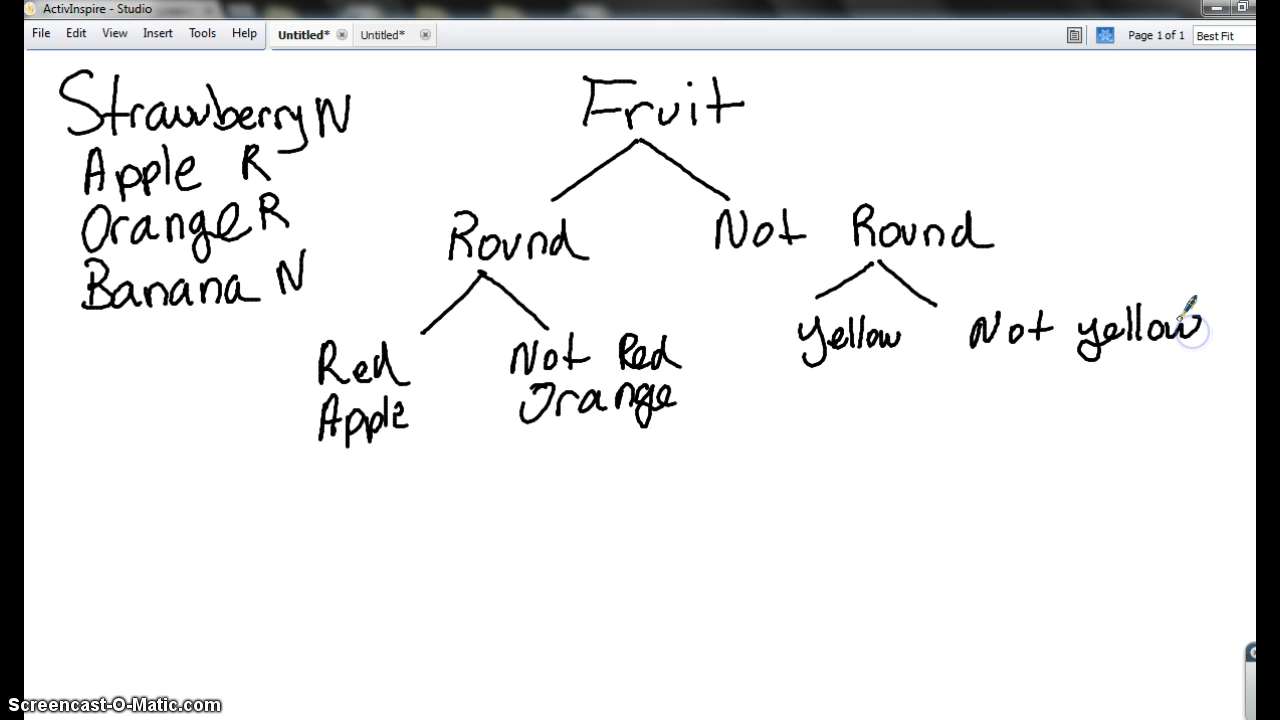 ActivInspire - Studio
File Edit View Insert Tools Help Untitled* Untitled* Page 1 of 1 Best Fit
Strawberry N
Apple R
Orange R
Banana N
Fruit
Round Not Round
Red Not Red yellow Not yellow
Apple Orange
Screencast-O-Matic.com